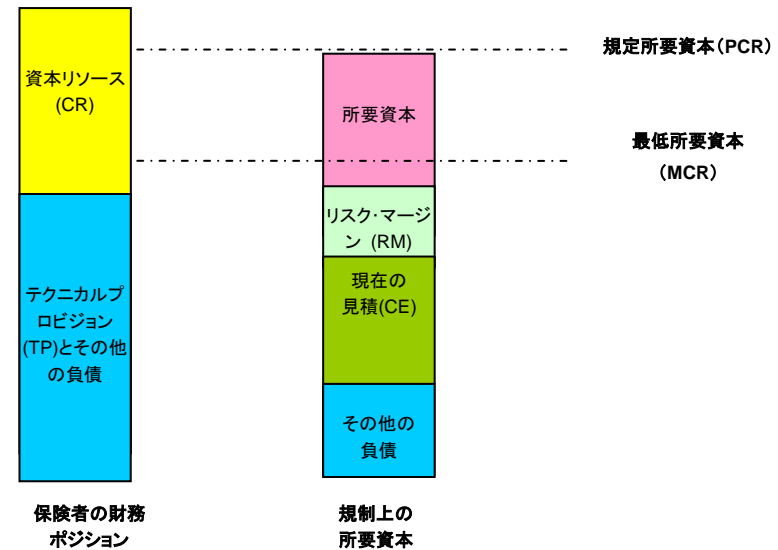 資本リソース
(CR)
テクニカルプ
ロビジョン
(TP)とその他
の負債
保険者の財務
ポジション
所要資本
リスク・マージ
ン (RM)
現在の
見積(CE)
その他の
負債
規制上の
所要資本
規定所要資本(PCR)
最低所要資本
(MCR)